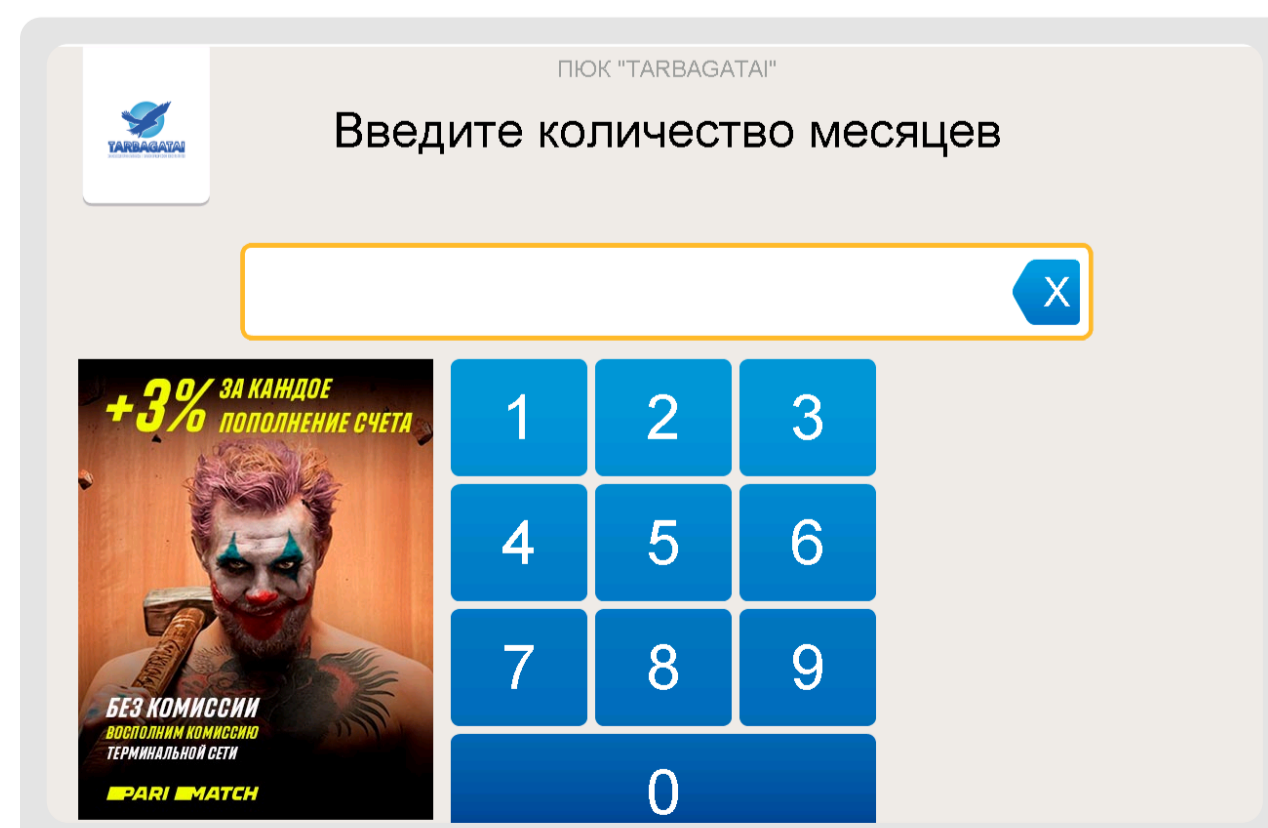 ПЮК "TARBAGATAI"
TARBAGATAI
Введите количество месяцев
X
+3% ЗА КАЖДОЕ
ПОПОЛНЕНИЕ СЧЕТА
БЕЗ КОМИССИИ
ВОСПОЛНИМ КОМИССИЮ
ТЕРМИНАЛЬНОЙ СЕТИ
PARI MATCH
1 2 3
4 5 6
7 8 9
0